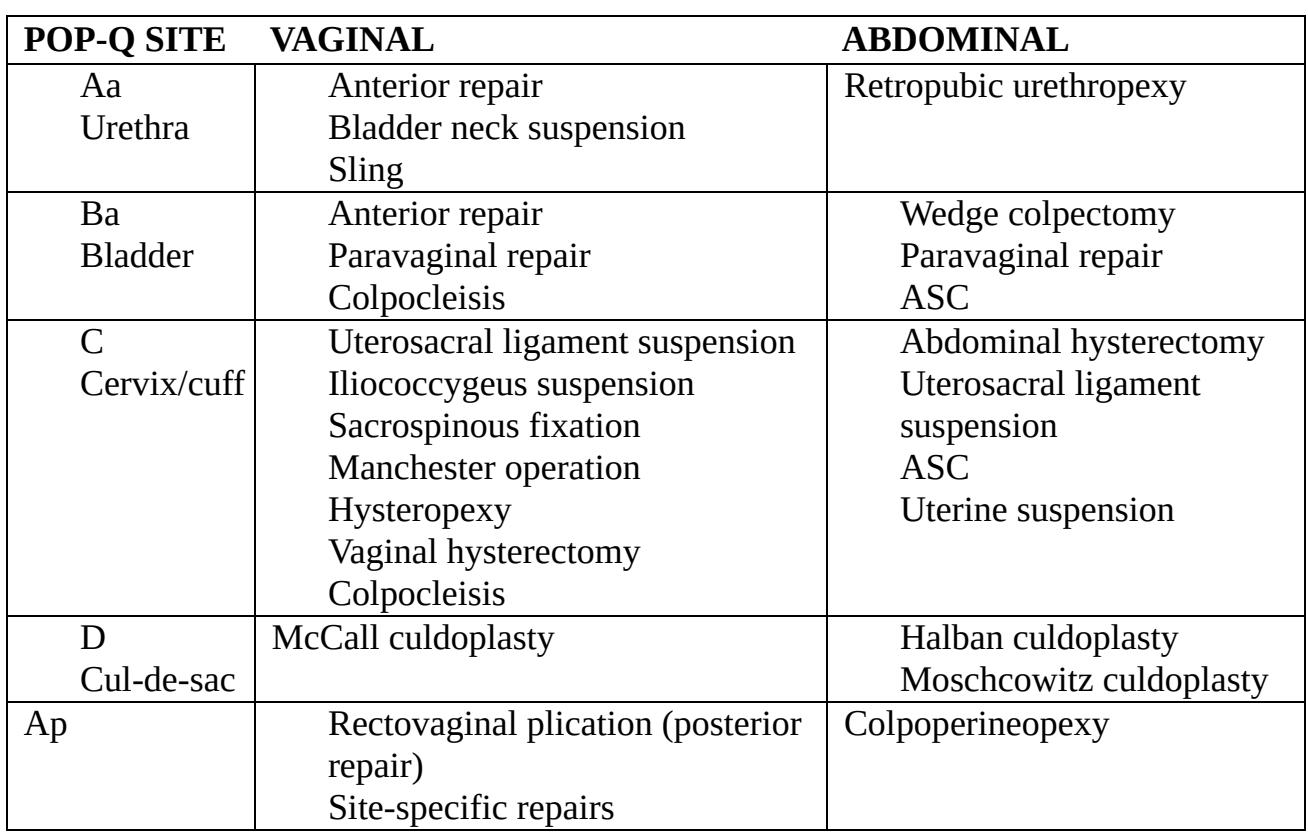 POP-Q SITE VAGINAL ABDOMINAL
Aa
Urethra
Anterior repair
Bladder neck suspension
Sling
Retropubic urethropexy
Ba
Bladder
Anterior repair
Paravaginal repair
Colpocleisis
Wedge colpectomy
Paravaginal repair
ASC
C
Cervix/cuff
Uterosacral ligament suspension
Iliococcygeus suspension
Sacrospinous fixation
Manchester operation
Hysteropexy
Vaginal hysterectomy
Colpocleisis
Abdominal hysterectomy
Uterosacral ligament
suspension
ASC
Uterine suspension
D
Cul-de-sac
McCall culdoplasty
Halban culdoplasty
Moschcowitz culdoplasty
Ap
Rectovaginal plication (posterior
repair)
Site-specific repairs
Colpoperineopexy